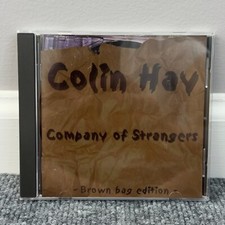 Colin Hay
Company of Strangers
- Brown bag edition -